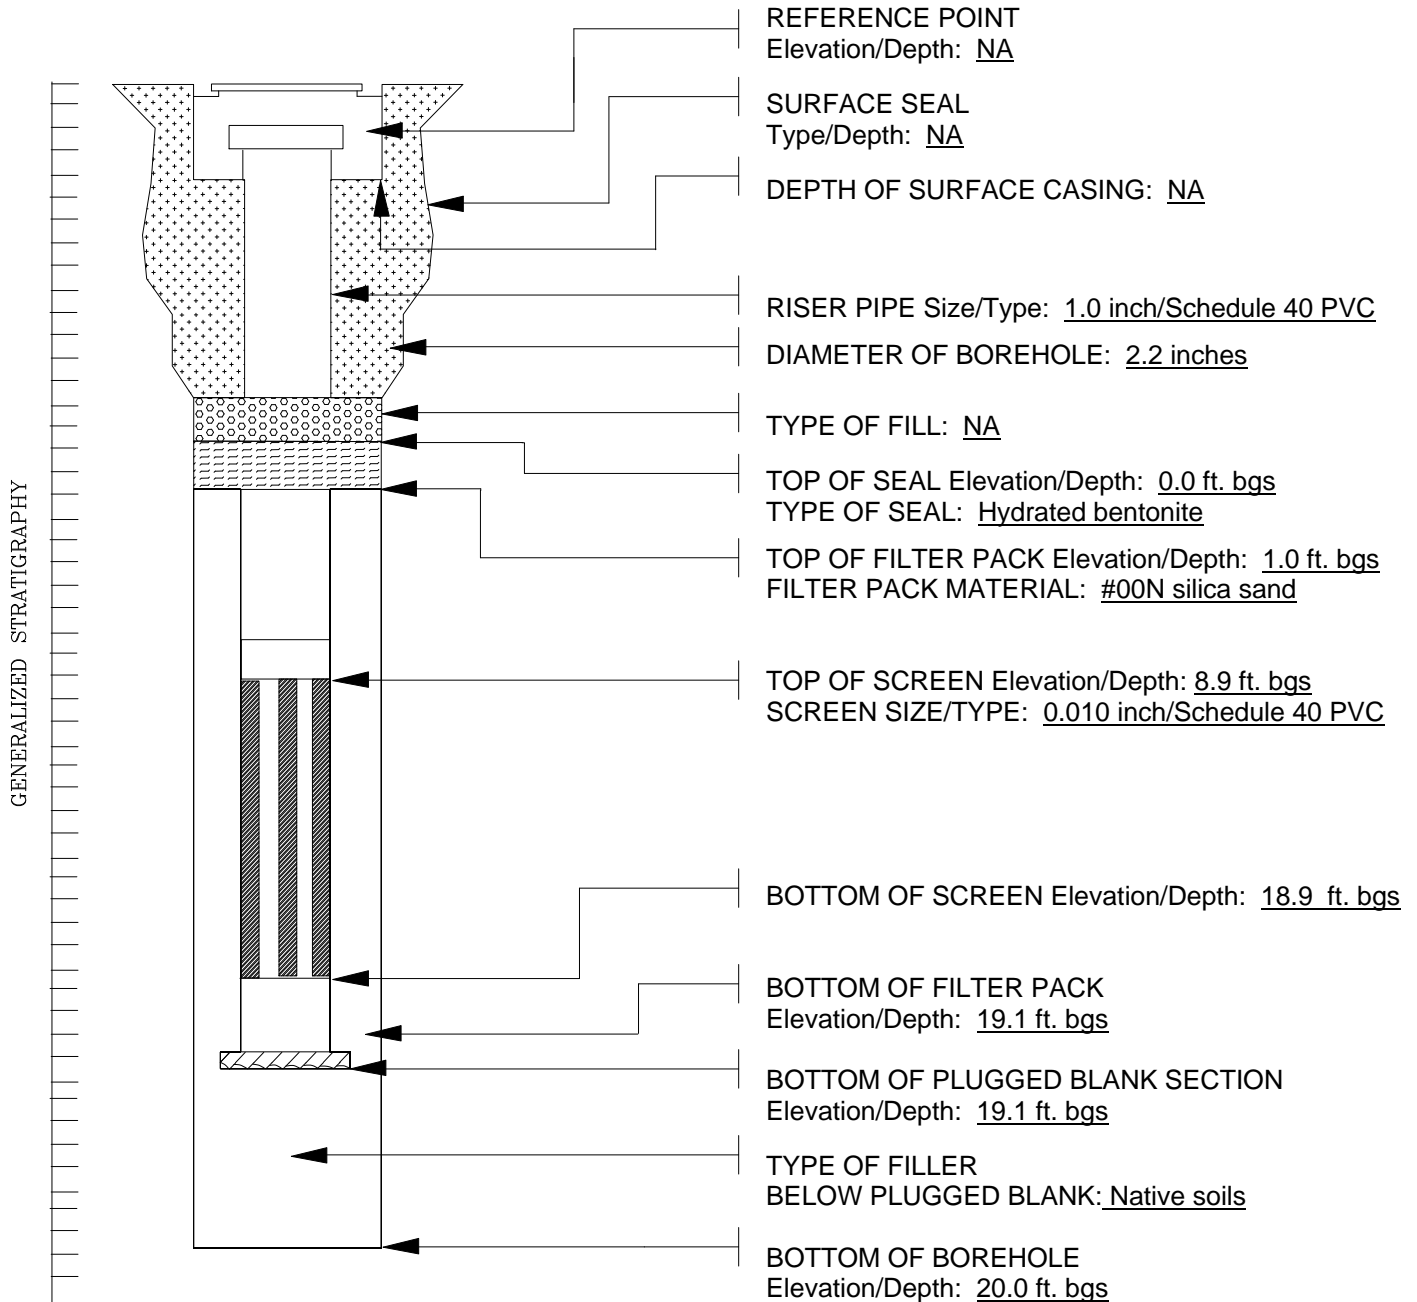 REFERENCE POINT
Elevation/Depth: NA
SURFACE SEAL
Type/Depth: NA
DEPTH OF SURFACE CASING: NA
RISER PIPE Size/Type: 1.0 inch/Schedule 40 PVC
DIAMETER OF BOREHOLE: 2.2 inches
TYPE OF FILL: NA
TOP OF SEAL Elevation/Depth: 0.0 ft. bgs
TYPE OF SEAL: Hydrated bentonite
TOP OF FILTER PACK Elevation/Depth: 1.0 ft. bgs
FILTER PACK MATERIAL: #00N silica sand
TOP OF SCREEN Elevation/Depth: 8.9 ft. bgs
SCREEN SIZE/TYPE: 0.010 inch/Schedule 40 PVC
BOTTOM OF SCREEN Elevation/Depth: 18.9 ft. bgs
BOTTOM OF FILTER PACK
Elevation/Depth: 19.1 ft. bgs
BOTTOM OF PLUGGED BLANK SECTION
Elevation/Depth: 19.1 ft. bgs
TYPE OF FILLER
BELOW PLUGGED BLANK: Native soils
BOTTOM OF BOREHOLE
Elevation/Depth: 20.0 ft. bgs
GENERALIZED STRATIGRAPHY